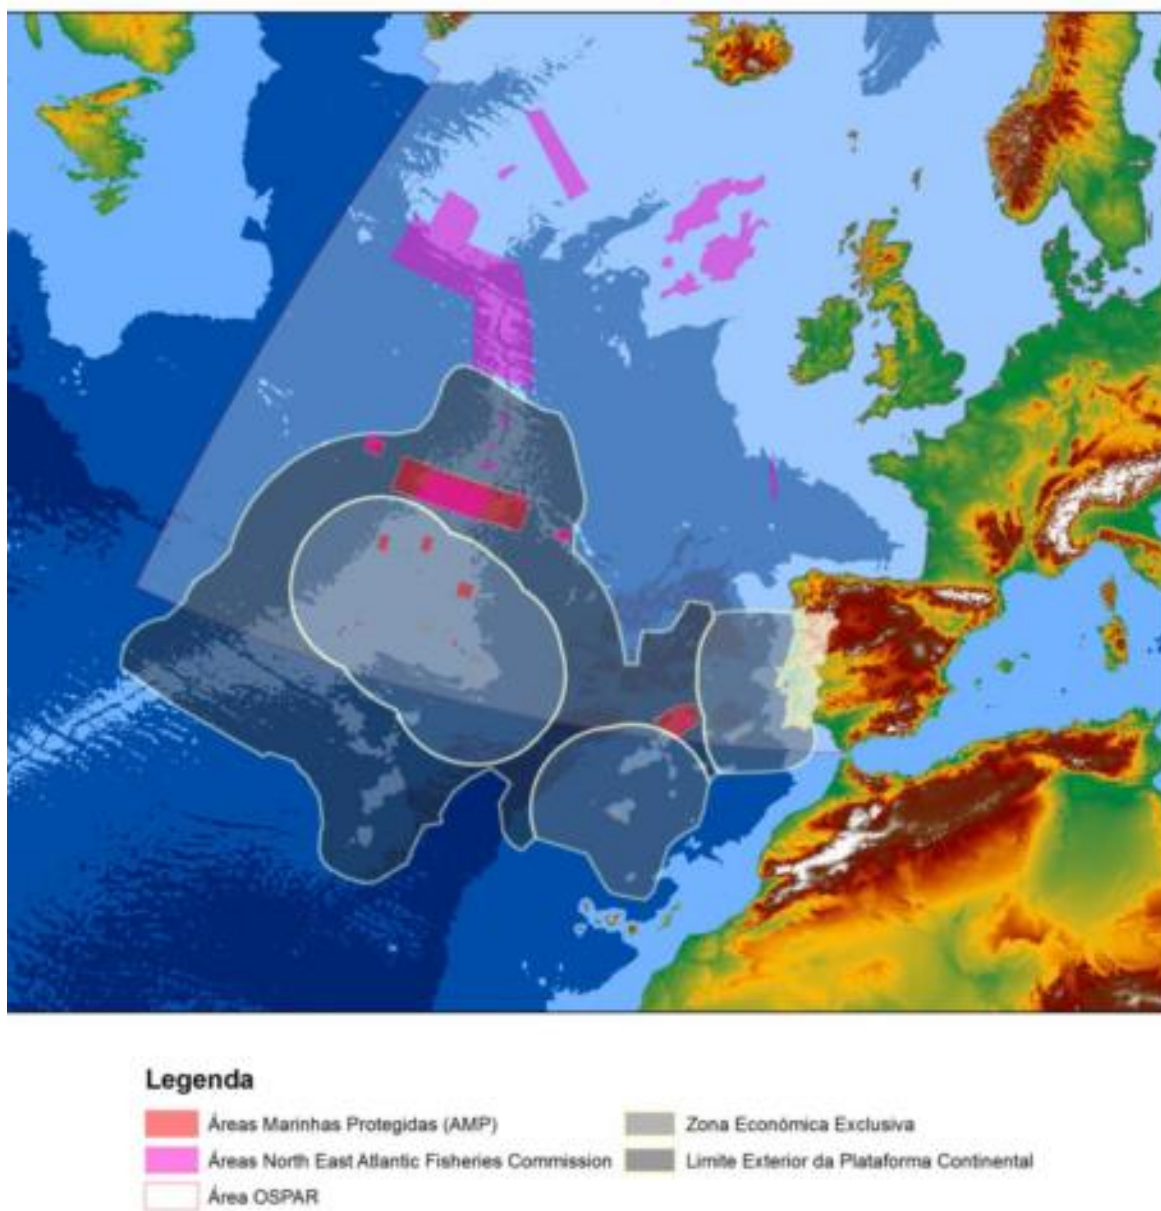 Legenda
Áreas Marinhas Protegidas (AMP)
Áreas North East Atlantic Fisheries Commission
Área OSPAR
Zona Económica Exclusiva
Limite Exterior da Plataforma Continental